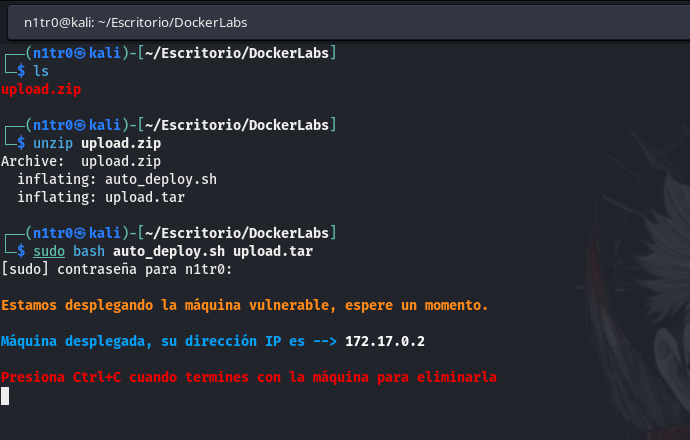 n1tr0@kali: ~/Escritorio/DockerLabs
┌──(n1tr0㉿kali)-[~/Escritorio/DockerLabs]
└─$ ls
upload.zip
┌──(n1tr0㉿kali)-[~/Escritorio/DockerLabs]
└─$ unzip upload.zip
Archive:  upload.zip
  inflating: auto_deploy.sh
  inflating: upload.tar
┌──(n1tr0㉿kali)-[~/Escritorio/DockerLabs]
└─$ sudo bash auto_deploy.sh upload.tar
[sudo] contraseña para n1tr0:
Estamos desplegando la máquina vulnerable, espere un momento.
Máquina desplegada, su dirección IP es --> 172.17.0.2
Presiona Ctrl+C cuando termines con la máquina para eliminarla